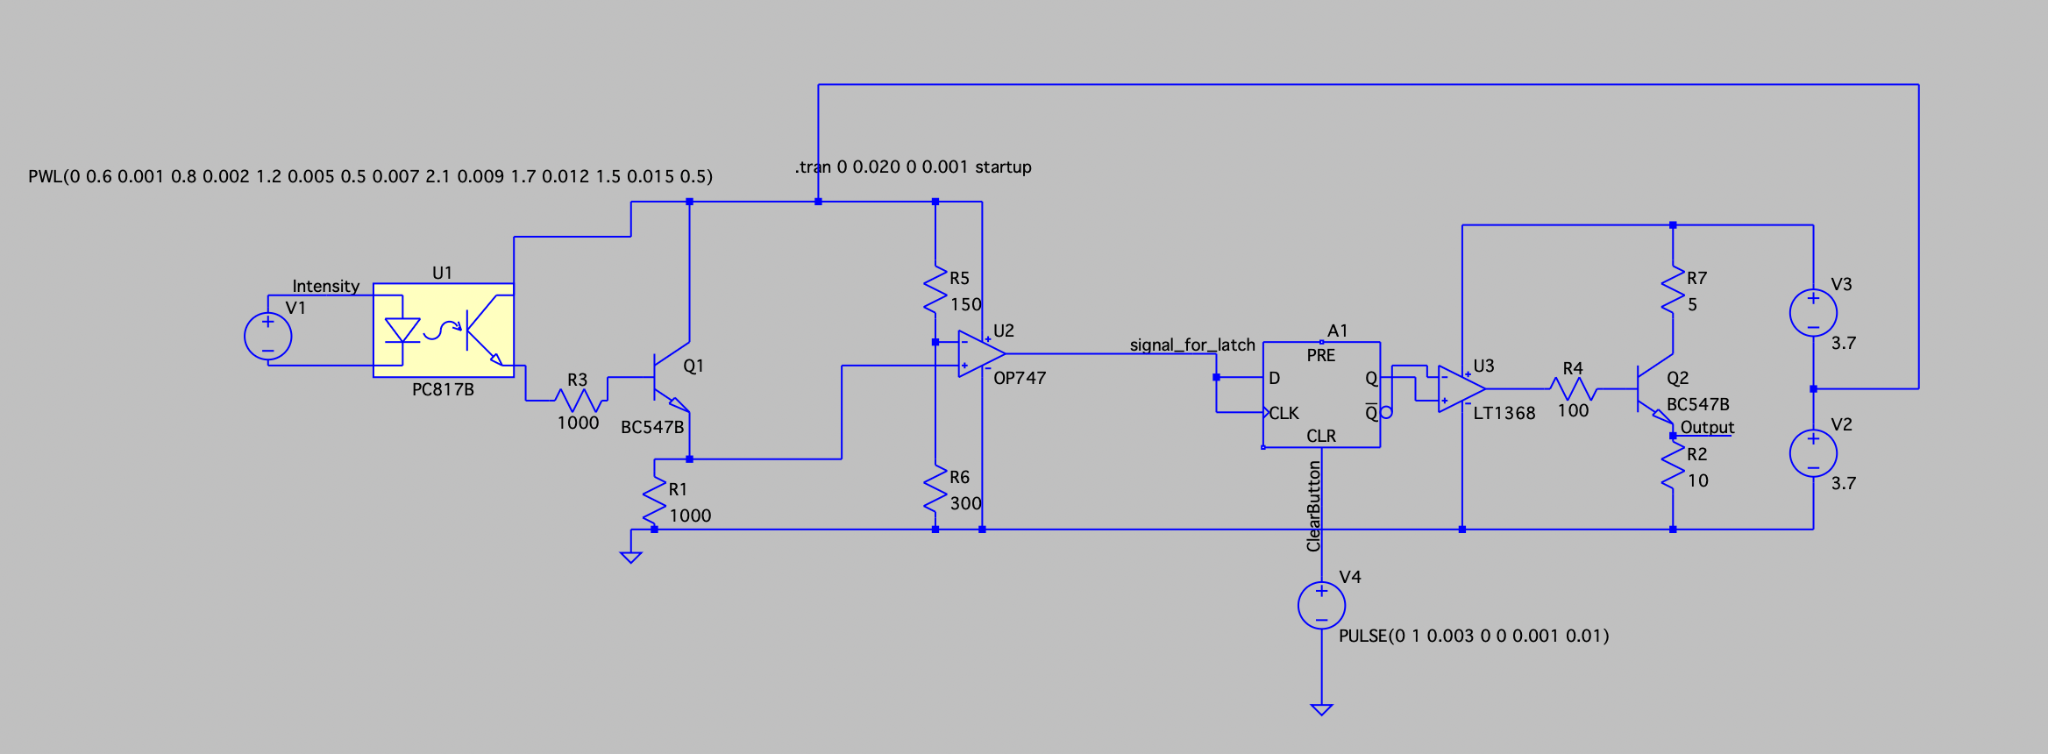 PWL(0 0.6 0.001 0.8 0.002 1.2 0.005 0.5 0.007 2.1 0.009 1.7 0.012 1.5 0.015 0.5)
.tran 0 0.020 0 0.001 startup
Intensity
V1
+
−
U1
PC817B
R3
1000
Q1
BC547B
R1
1000
R5
150
R6
300
U2
−
+
+
−
OP747
signal_for_latch
A1
PRE
D
CLK
Q
Q̅
CLR
ClearButton
V4
+
−
PULSE(0 1 0.003 0 0 0.001 0.01)
U3
−
+
+
−
LT1368
R4
100
Q2
BC547B
Output
R7
5
R2
10
V3
+
−
3.7
V2
+
−
3.7